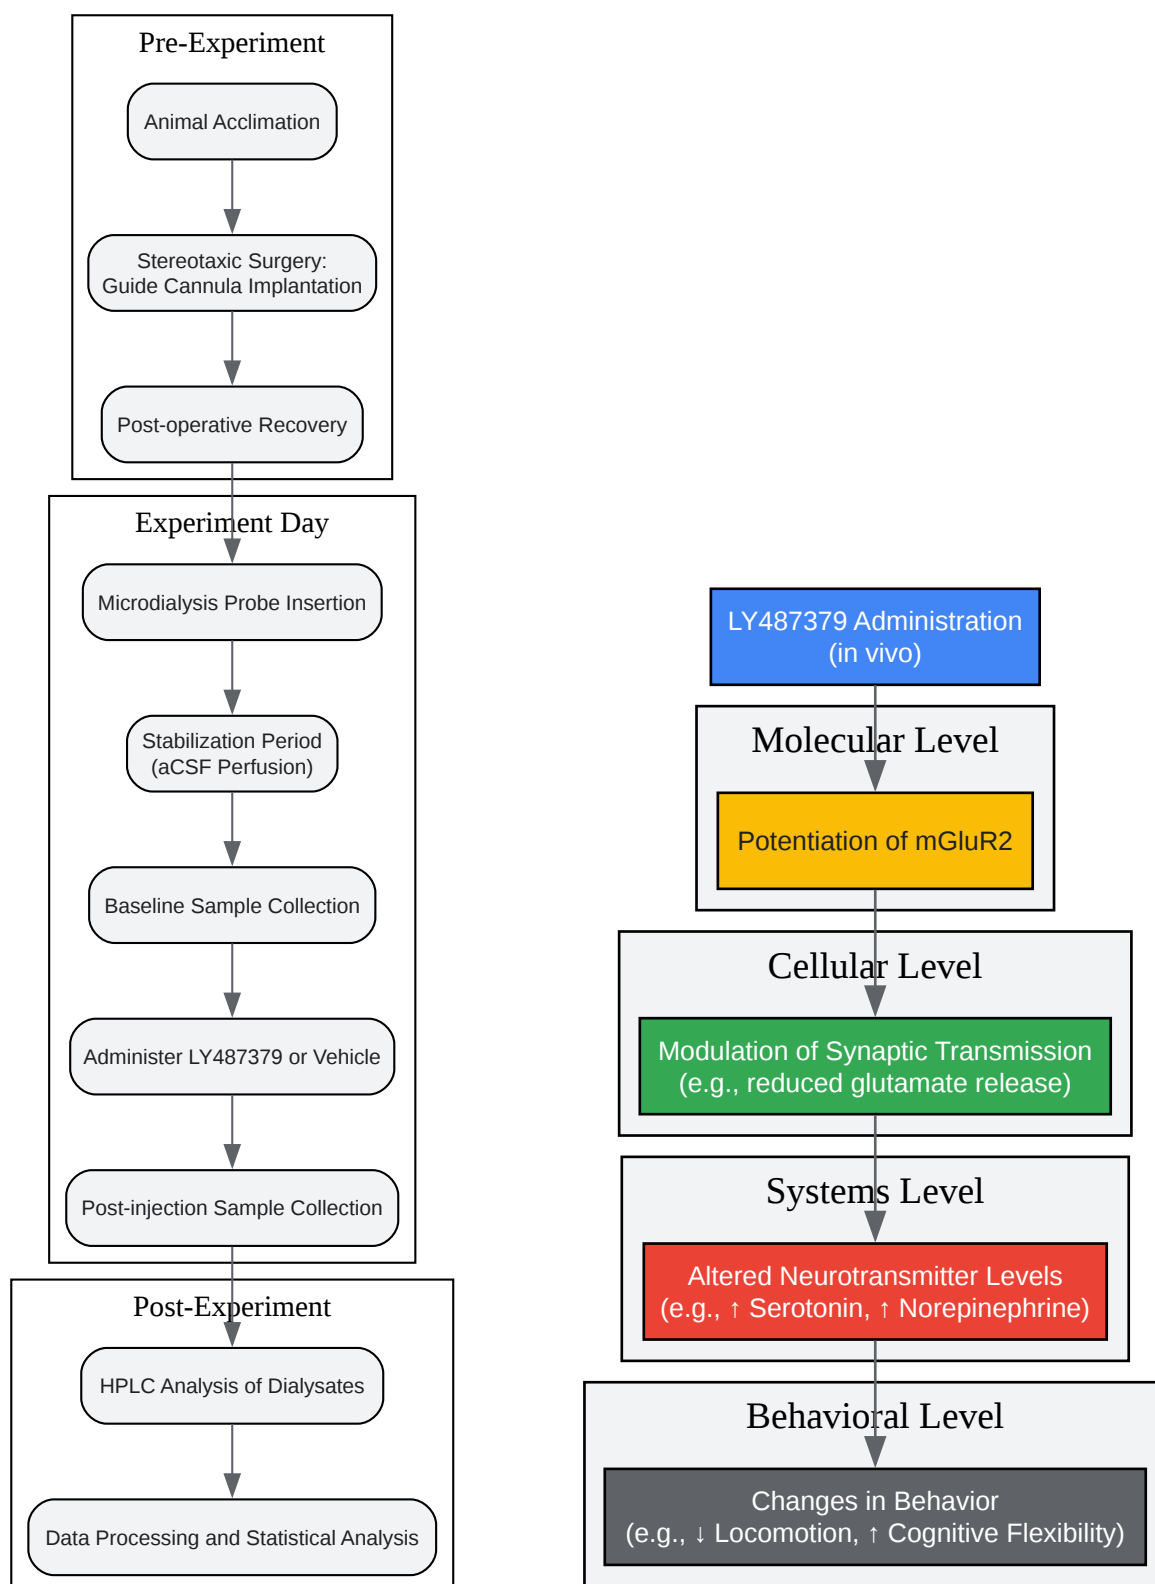 Pre-Experiment
Animal Acclimation
Stereotaxic Surgery:
Guide Cannula Implantation
Post-operative Recovery
Experiment Day
Microdialysis Probe Insertion
Stabilization Period
(aCSF Perfusion)
Baseline Sample Collection
Administer LY487379 or Vehicle
Post-injection Sample Collection
Post-Experiment
HPLC Analysis of Dialysates
Data Processing and Statistical Analysis
LY487379 Administration
(in vivo)
Molecular Level
Potentiation of mGluR2
Cellular Level
Modulation of Synaptic Transmission
(e.g., reduced glutamate release)
Systems Level
Altered Neurotransmitter Levels
(e.g., ↑ Serotonin, ↑ Norepinephrine)
Behavioral Level
Changes in Behavior
(e.g., ↓ Locomotion, ↑ Cognitive Flexibility)